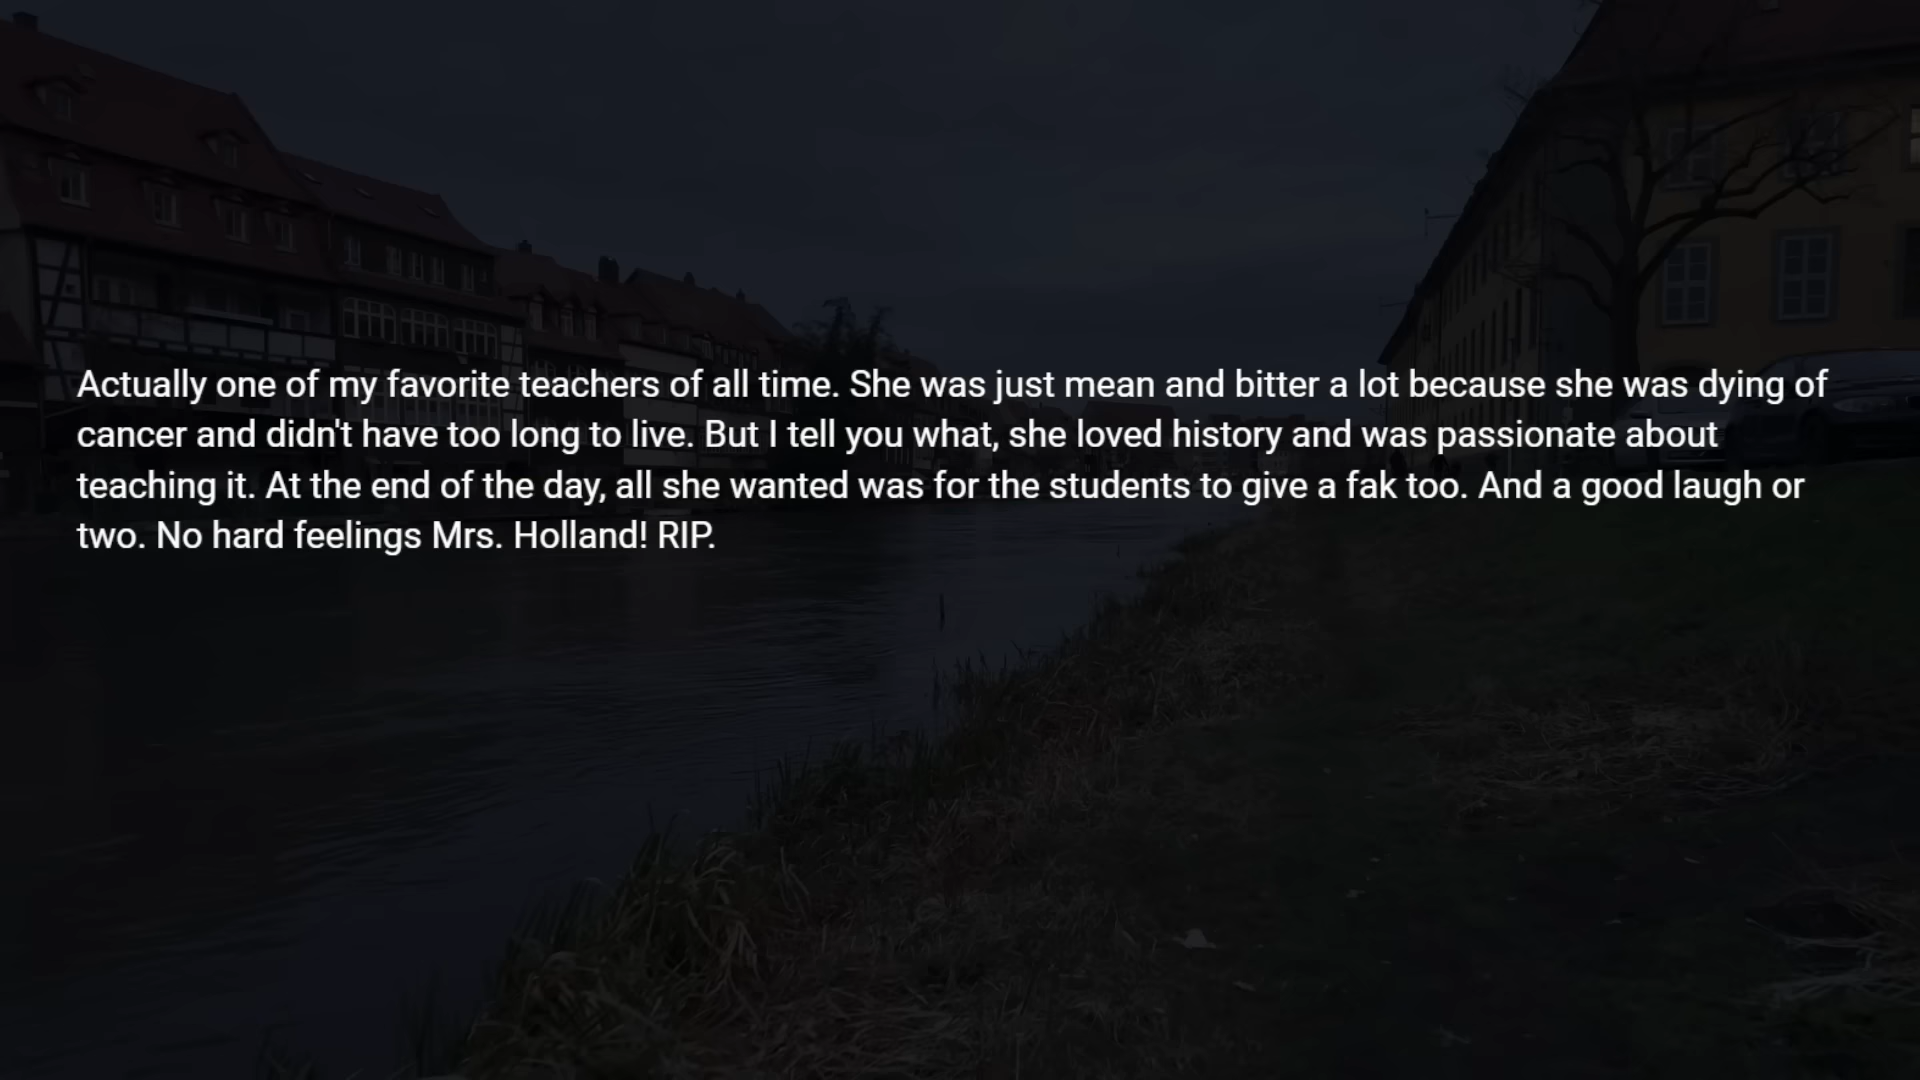 Actually one of my favorite teachers of all time. She was just mean and bitter a lot because she was dying of
cancer and didn't have too long to live. But I tell you what, she loved history and was passionate about
teaching it. At the end of the day, all she wanted was for the students to give a fak too. And a good laugh or
two. No hard feelings Mrs. Holland! RIP.